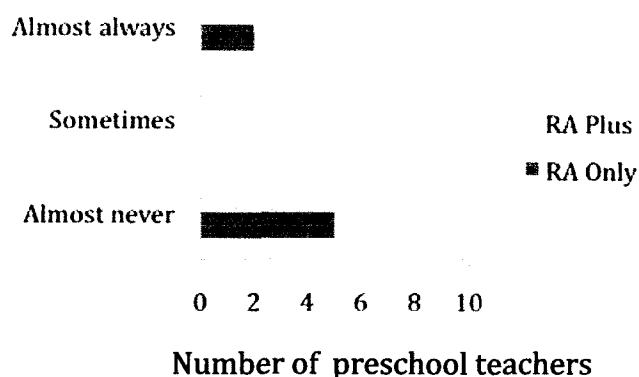 Almost always
Sometimes
RA Plus
RA Only
Almost never
0 2 4 6 8 10
Number of preschool teachers